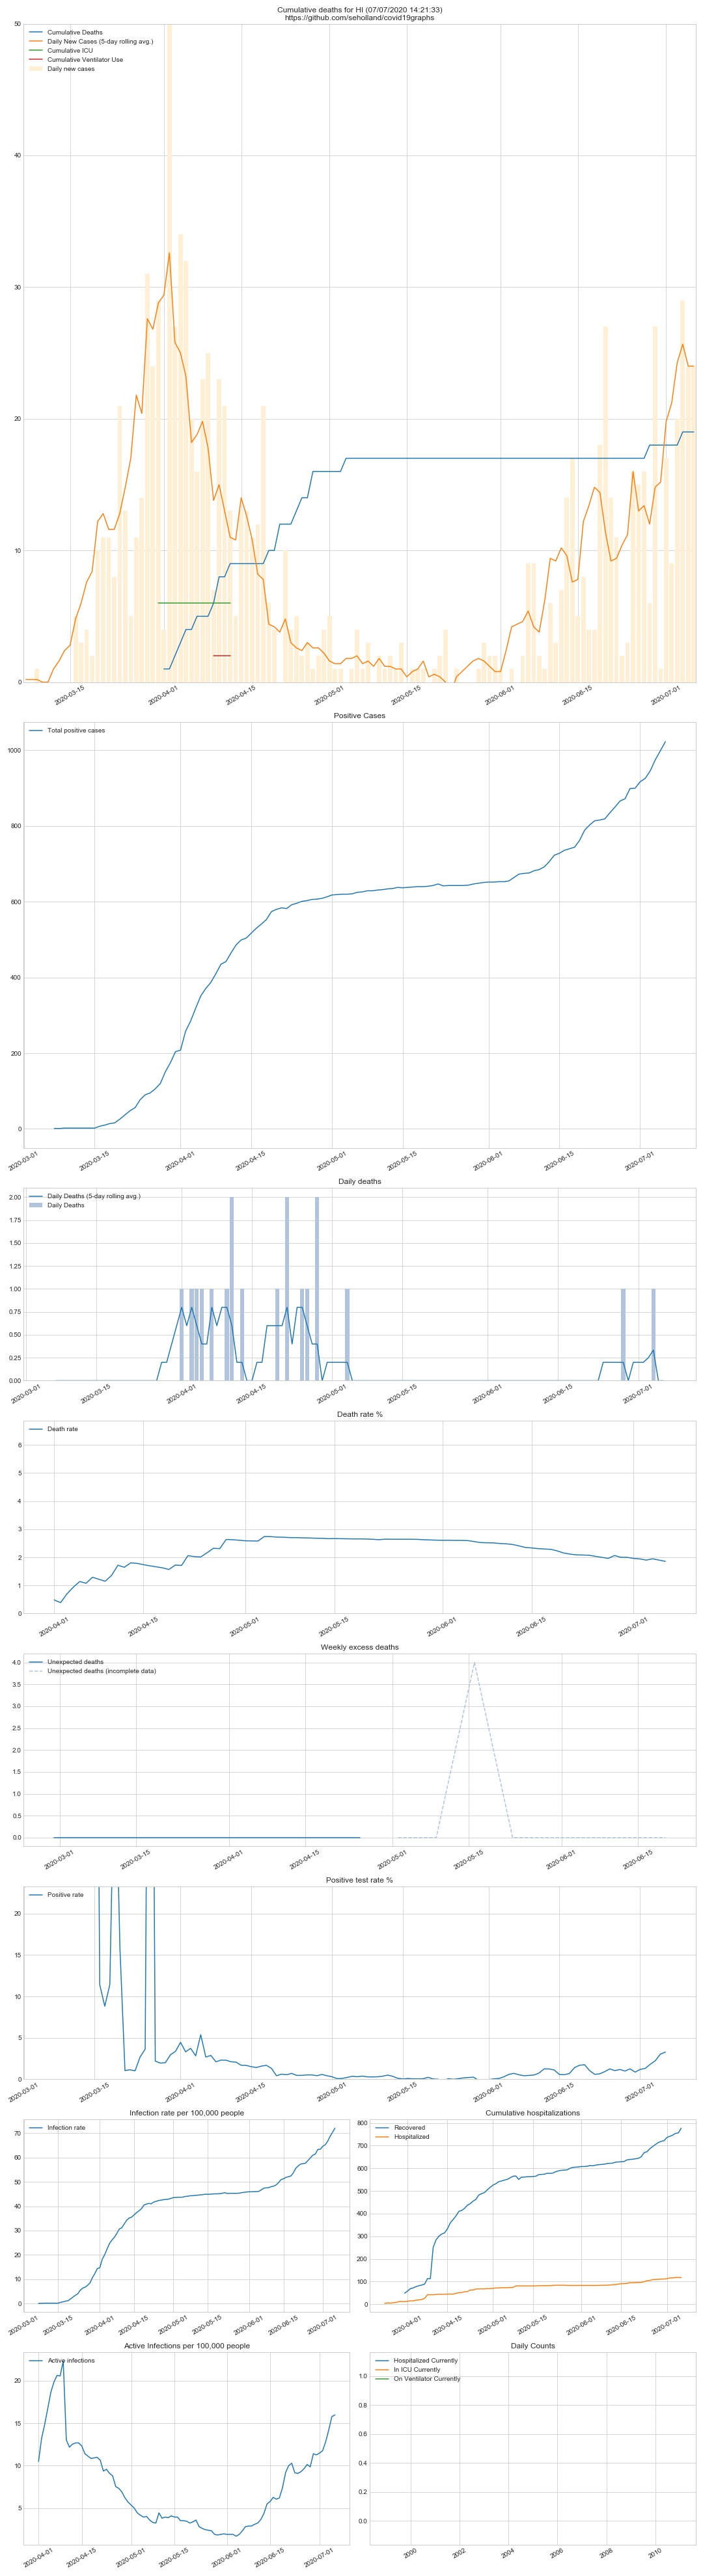 Cumulative deaths for HI (07/07/2020 14:21:33)
https://github.com/seholland/covid19graphs
Cumulative Deaths
Daily New Cases (5-day rolling avg.)
Cumulative ICU
Cumulative Ventilator Use
Daily new cases
50
40
30
20
10
0
2020-03-15 2020-04-01 2020-04-15 2020-05-01 2020-05-15 2020-06-01 2020-06-15 2020-07-01
Positive Cases
Total positive cases
1000
800
600
400
200
0
2020-03-01 2020-03-15 2020-04-01 2020-04-15 2020-05-01 2020-05-15 2020-06-01 2020-06-15 2020-07-01
Daily deaths
Daily Deaths (5-day rolling avg.)
Daily Deaths
2.00
1.75
1.50
1.25
1.00
0.75
0.50
0.25
0.00
2020-03-01 2020-03-15 2020-04-01 2020-04-15 2020-05-01 2020-05-15 2020-06-01 2020-06-15 2020-07-01
Death rate %
Death rate
6
5
4
3
2
1
0
2020-04-01 2020-04-15 2020-05-01 2020-05-15 2020-06-01 2020-06-15 2020-07-01
Weekly excess deaths
Unexpected deaths
Unexpected deaths (incomplete data)
4.0
3.5
3.0
2.5
2.0
1.5
1.0
0.5
0.0
2020-03-01 2020-03-15 2020-04-01 2020-04-15 2020-05-01 2020-05-15 2020-06-01 2020-06-15
Positive test rate %
Positive rate
20
15
10
5
0
2020-03-01 2020-03-15 2020-04-01 2020-04-15 2020-05-01 2020-05-15 2020-06-01 2020-06-15 2020-07-01
Infection rate per 100,000 people
Infection rate
70
60
50
40
30
20
10
0
2020-03-01 2020-03-15 2020-04-01 2020-04-15 2020-05-01 2020-05-15 2020-06-01 2020-06-15 2020-07-01
Cumulative hospitalizations
Recovered
Hospitalized
800
700
600
500
400
300
200
100
0
2020-04-01 2020-04-15 2020-05-01 2020-05-15 2020-06-01 2020-06-15 2020-07-01
Active Infections per 100,000 people
Active infections
20
15
10
5
2020-04-01 2020-04-15 2020-05-01 2020-05-15 2020-06-01 2020-06-15 2020-07-01
Daily Counts
Hospitalized Currently
In ICU Currently
On Ventilator Currently
1.0
0.8
0.6
0.4
0.2
0.0
2000 2002 2004 2006 2008 2010